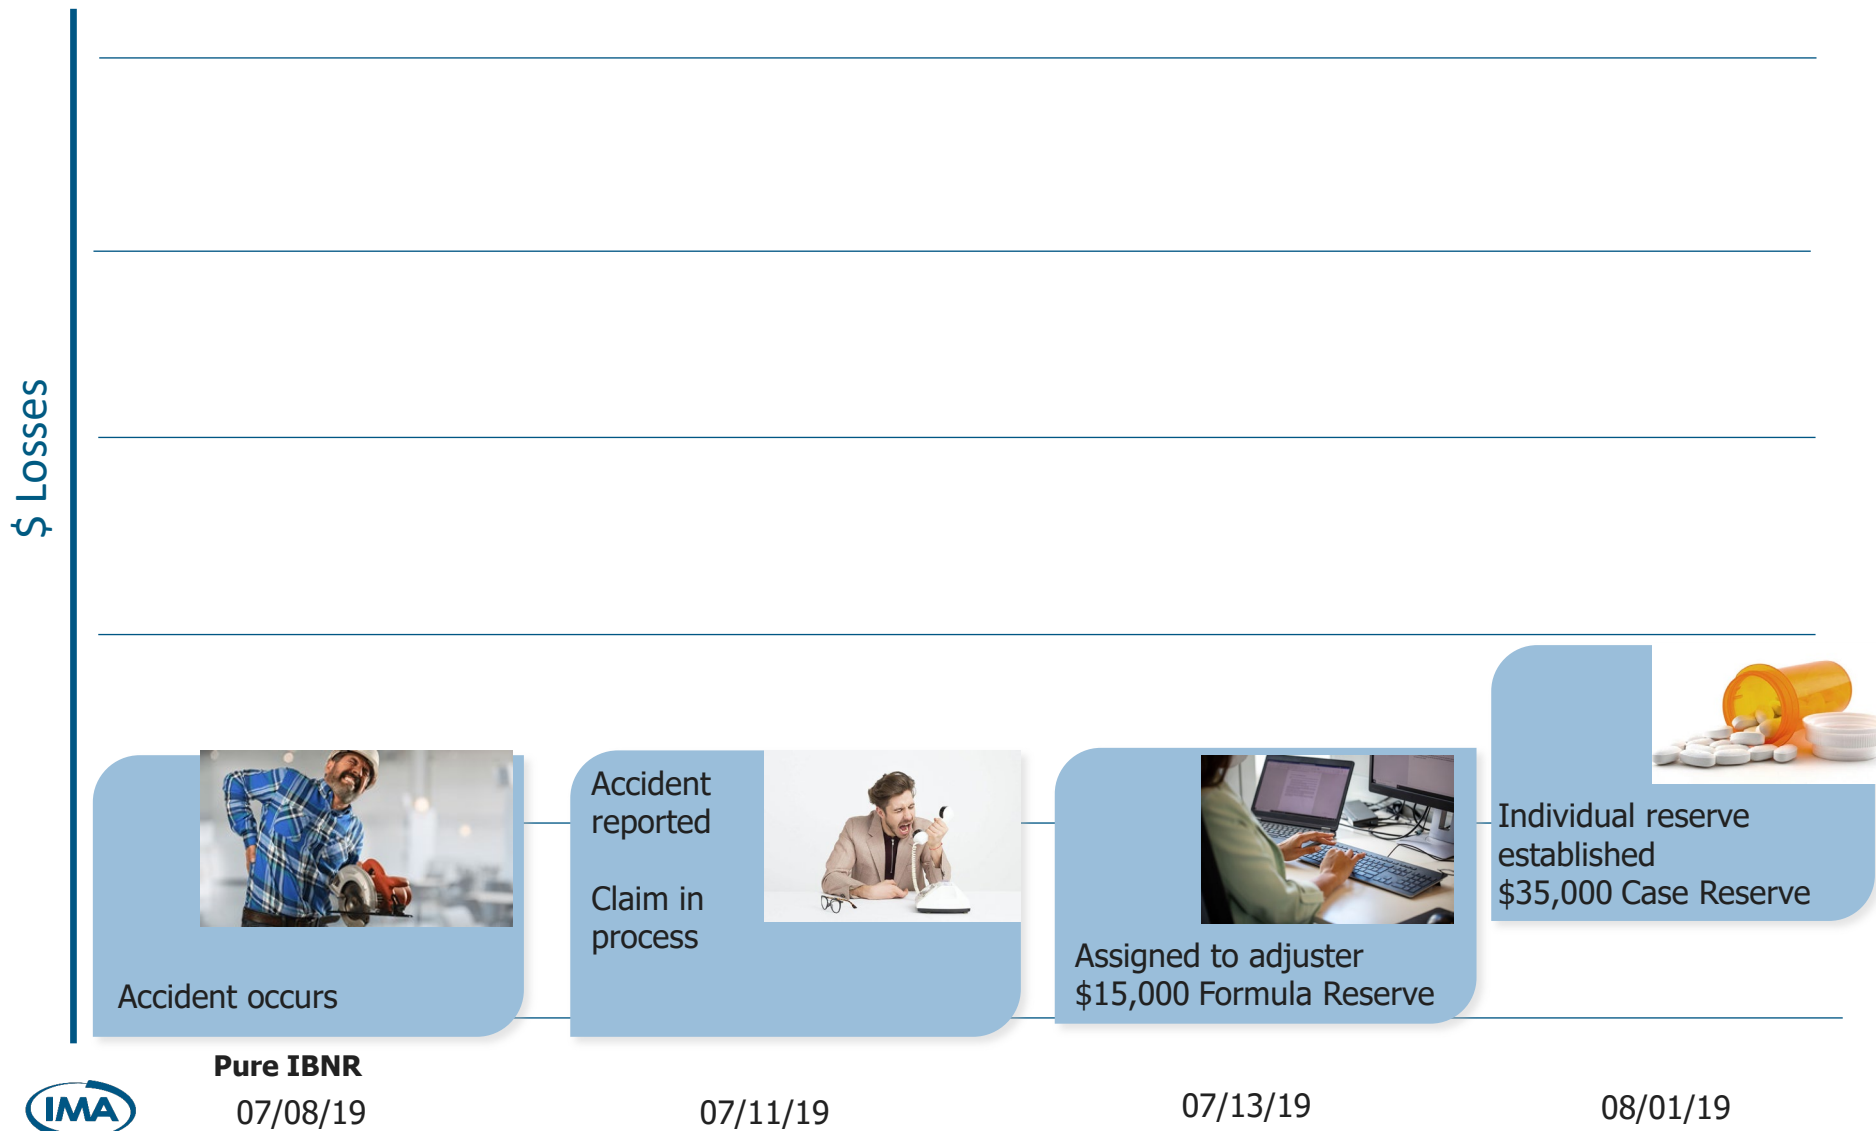 $ Losses
Accident occurs
Accident
reported
Claim in
process
Assigned to adjuster
$15,000 Formula Reserve
Individual reserve
established
$35,000 Case Reserve
Pure IBNR
07/08/19
07/11/19
07/13/19
08/01/19
IMA